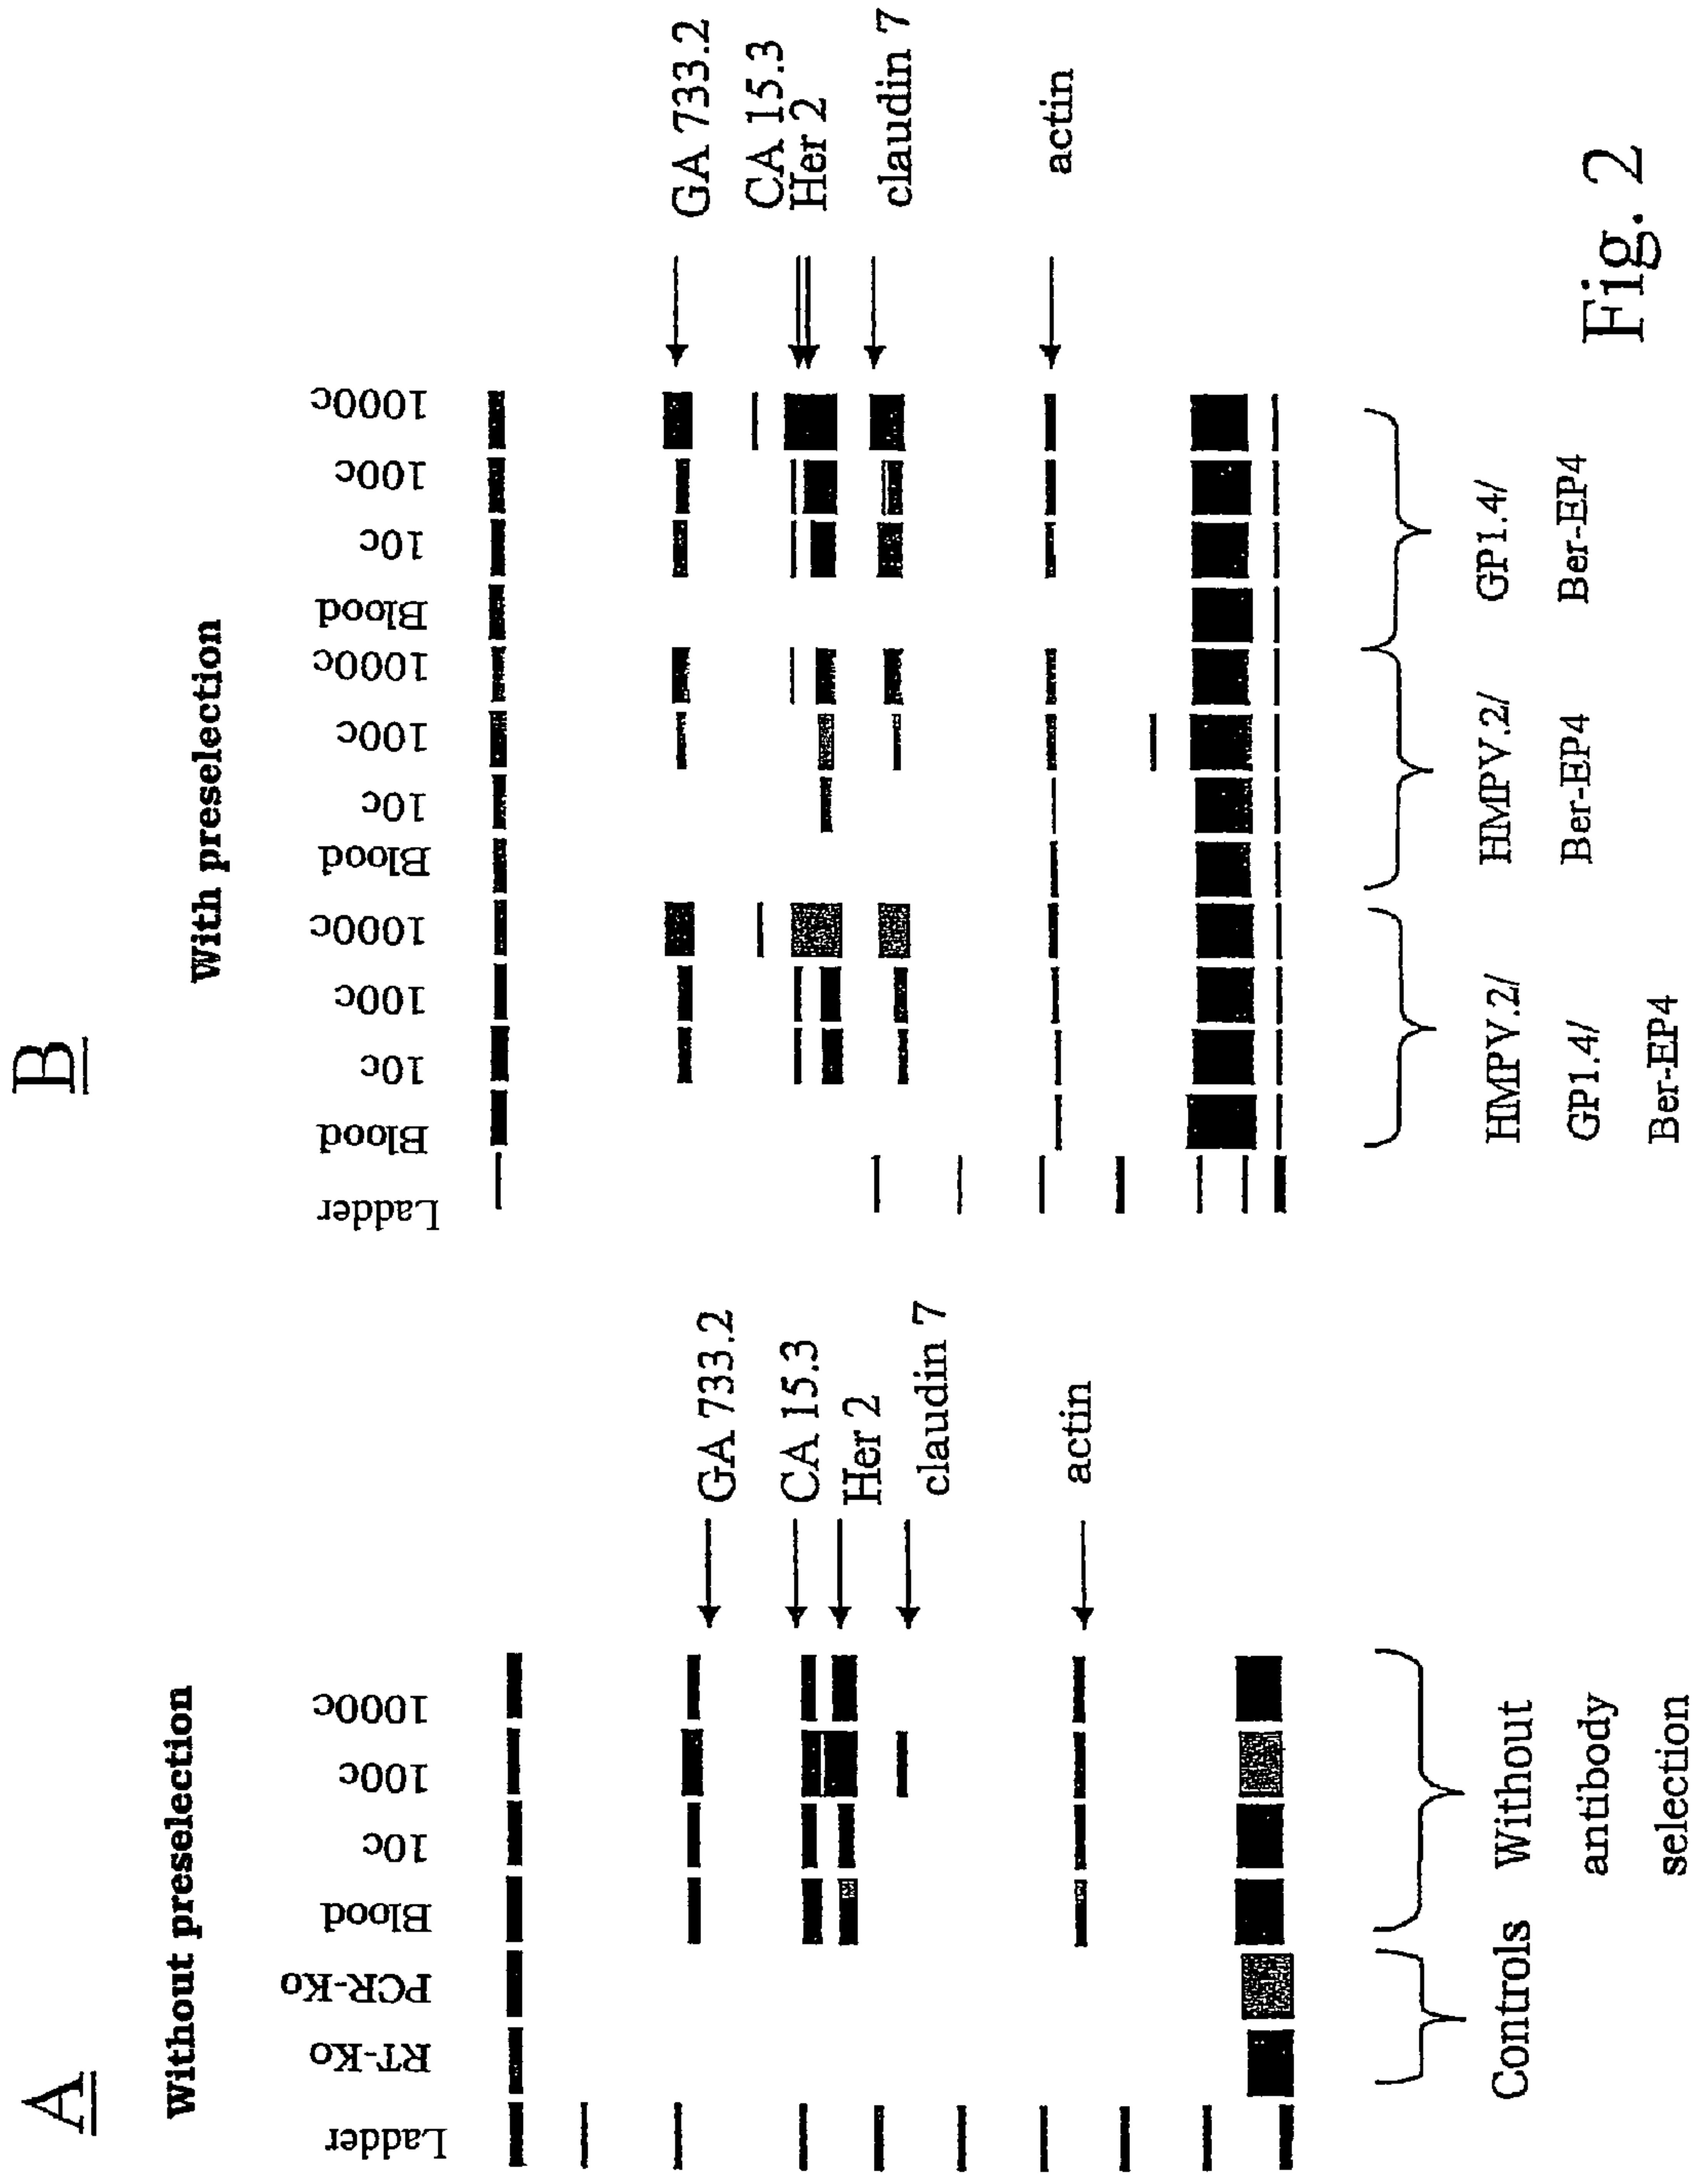 A
Without preselection
Ladder
RT-Ko
PCR-Ko
Blood
10c
100c
1000c
GA 733.2
CA 15.3
Her 2
claudin 7
actin
Controls
Without
antibody
selection
B
With preselection
Ladder
Blood
10c
100c
1000c
Blood
10c
100c
1000c
Blood
10c
100c
1000c
GA 733.2
CA 15.3
Her 2
claudin 7
actin
HMPV.2/
GP1.4/
Ber-EP4
HMPV.2/
Ber-EP4
GP1.4/
Ber-EP4
Fig. 2